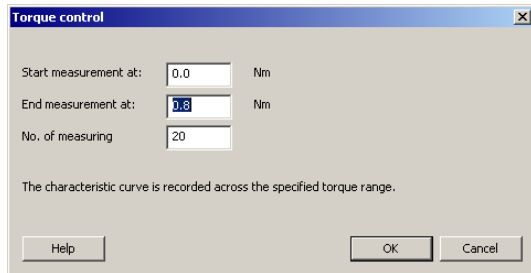 Torque control
Start measurement at: 0.0 Nm
End measurement at: 0.8 Nm
No. of measuring 20
The characteristic curve is recorded across the specified torque range.
Help OK Cancel